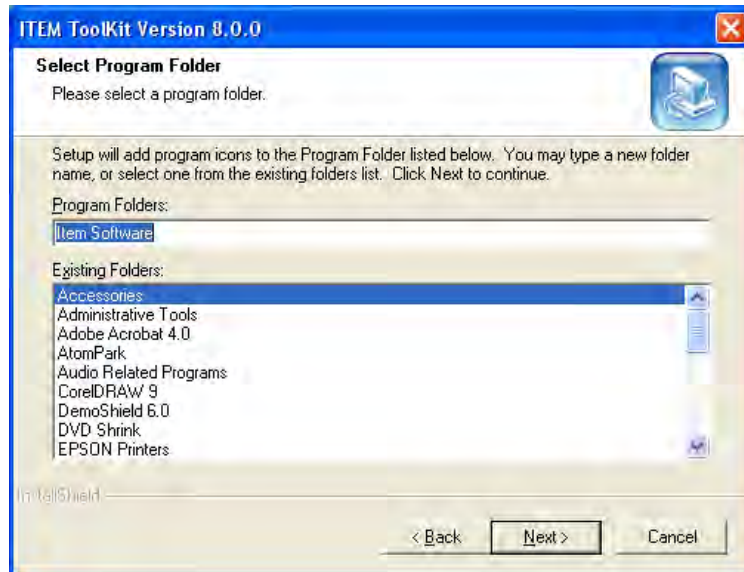 ITEM ToolKit Version 8.0.0
Select Program Folder
Please select a program folder.
Setup will add program icons to the Program Folder listed below. You may type a new folder
name, or select one from the existing folders list. Click Next to continue.
Program Folders:
Item Software
Existing Folders:
Accessories
Administrative Tools
Adobe Acrobat 4.0
AtomPark
Audio Related Programs
CorelDRAW 9
DemoShield 6.0
DVD Shrink
EPSON Printers
InstallShield
< Back
Next >
Cancel